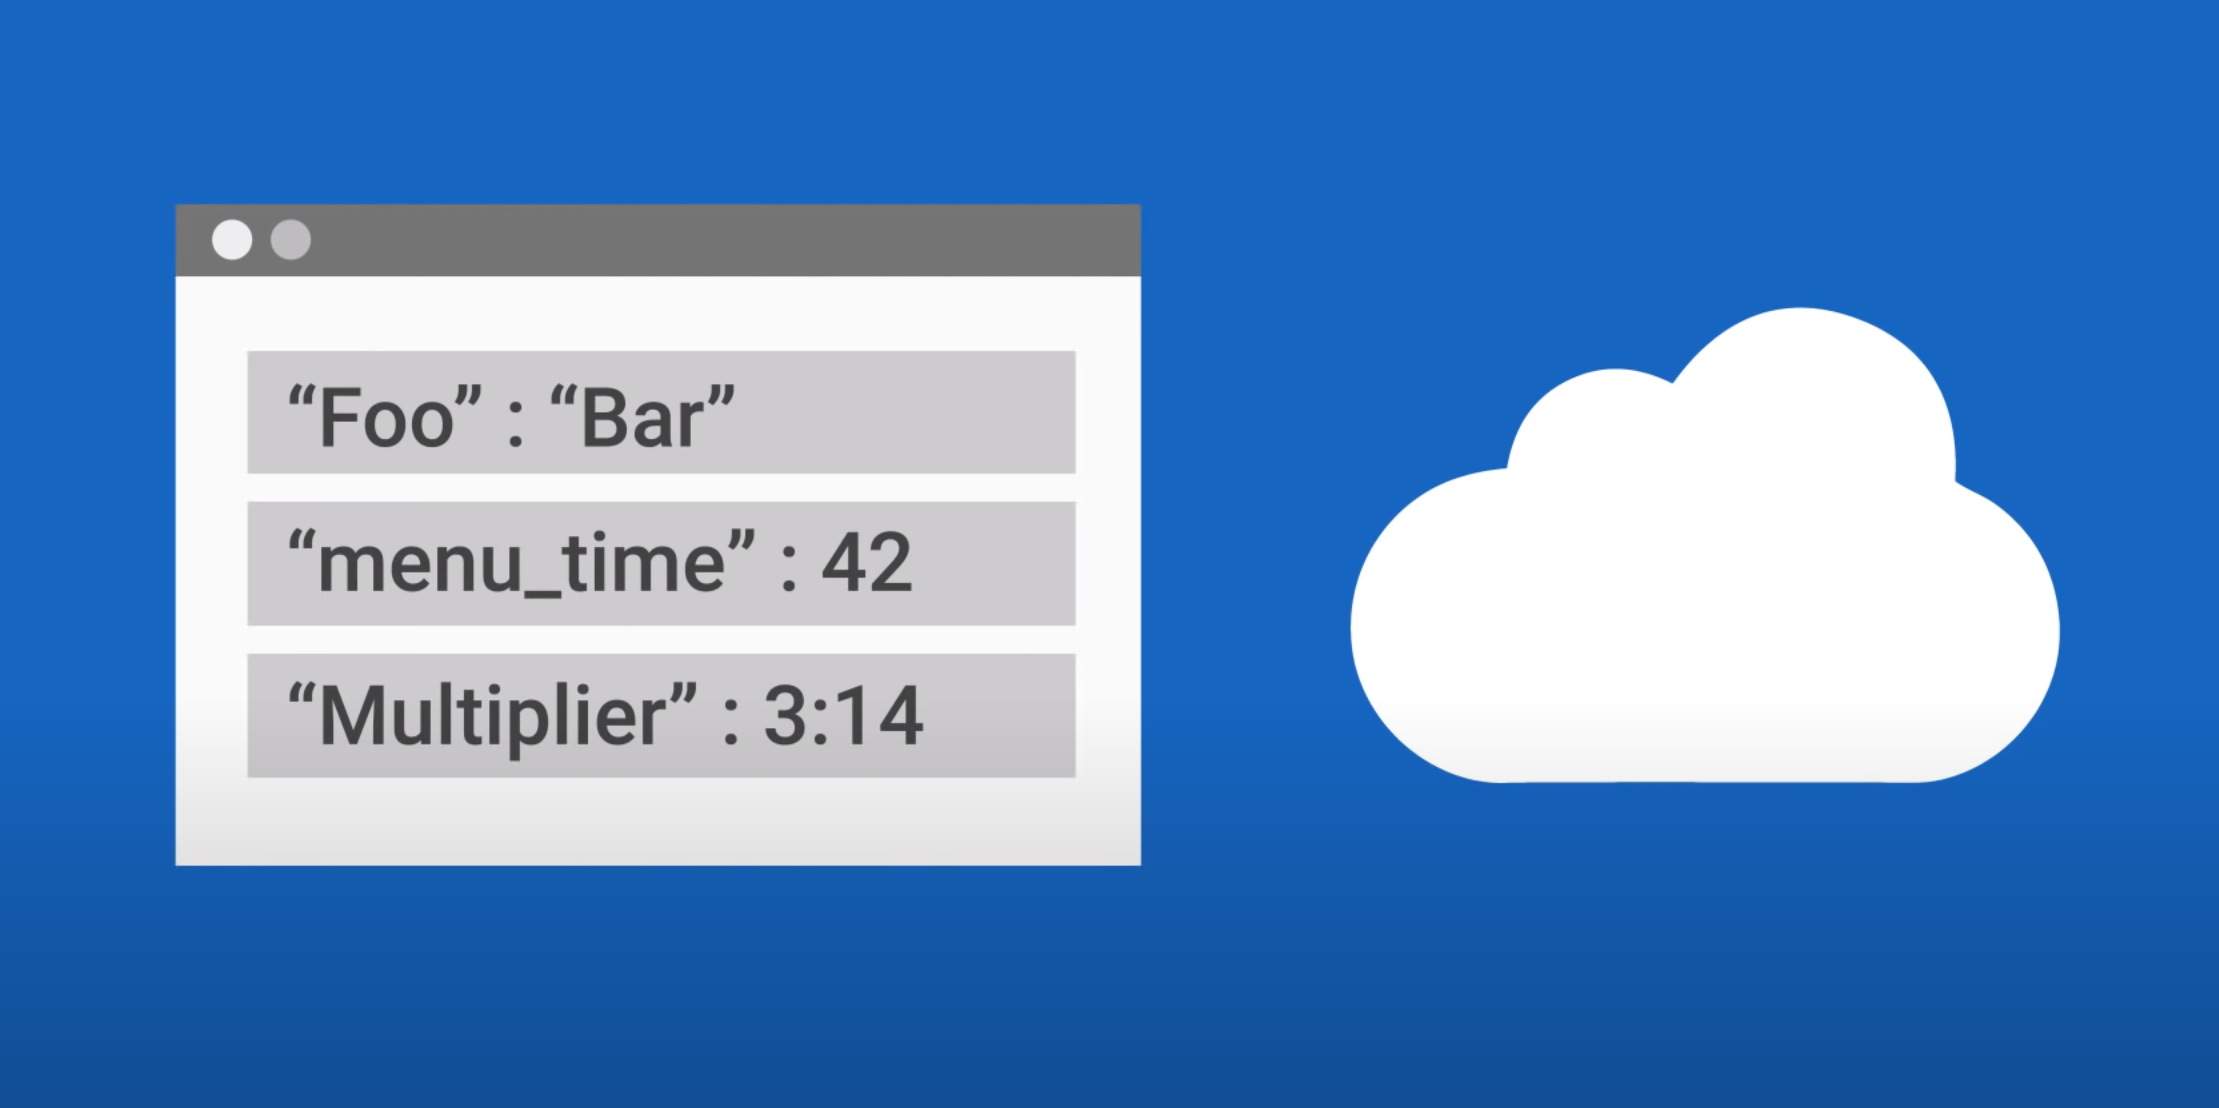 “Foo” : “Bar”
“menu_time” : 42
“Multiplier” : 3:14